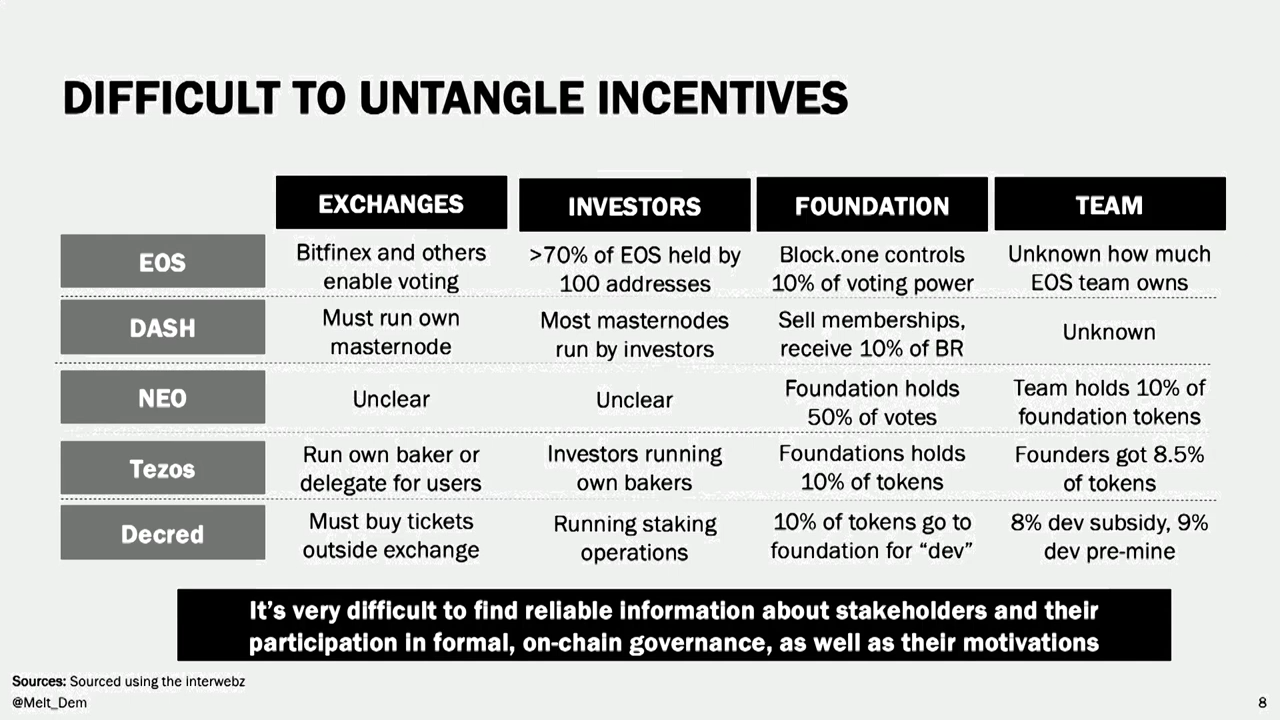 DIFFICULT TO UNTANGLE INCENTIVES
EXCHANGES
INVESTORS
FOUNDATION
TEAM
EOS
Bitfinex and others
enable voting
>70% of EOS held by
100 addresses
Block.one controls
10% of voting power
Unknown how much
EOS team owns
DASH
Must run own
masternode
Most masternodes
run by investors
Sell memberships,
receive 10% of BR
Unknown
NEO
Unclear
Unclear
Foundation holds
50% of votes
Team holds 10% of
foundation tokens
Tezos
Run own baker or
delegate for users
Investors running
own bakers
Foundations holds
10% of tokens
Founders got 8.5%
of tokens
Decred
Must buy tickets
outside exchange
Running staking
operations
10% of tokens go to
foundation for “dev”
8% dev subsidy, 9%
dev pre-mine
It’s very difficult to find reliable information about stakeholders and their
participation in formal, on-chain governance, as well as their motivations
Sources: Sourced using the interwebz
@Melt_Dem
8